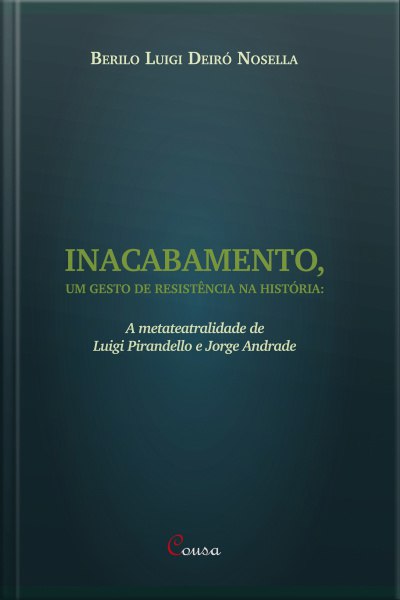 Berilo Luigi Deiró Nosella
INACABAMENTO,
UM GESTO DE RESISTÊNCIA NA HISTÓRIA:
A metateatralidade de
Luigi Pirandello e Jorge Andrade
Cousa